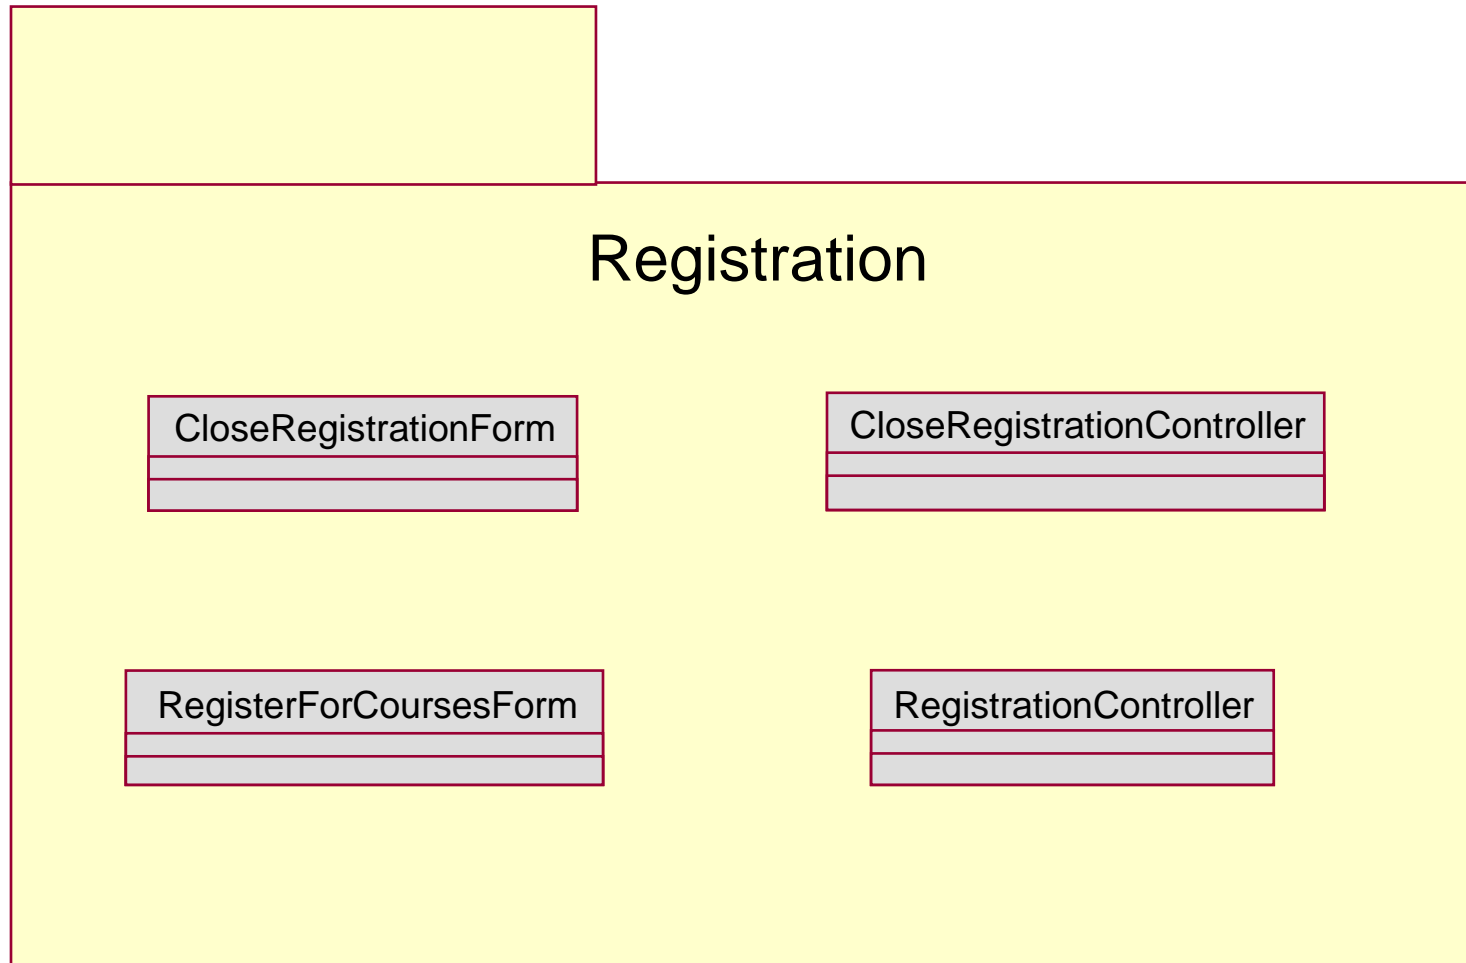 Registration
CloseRegistrationForm
CloseRegistrationController
RegisterForCoursesForm
RegistrationController